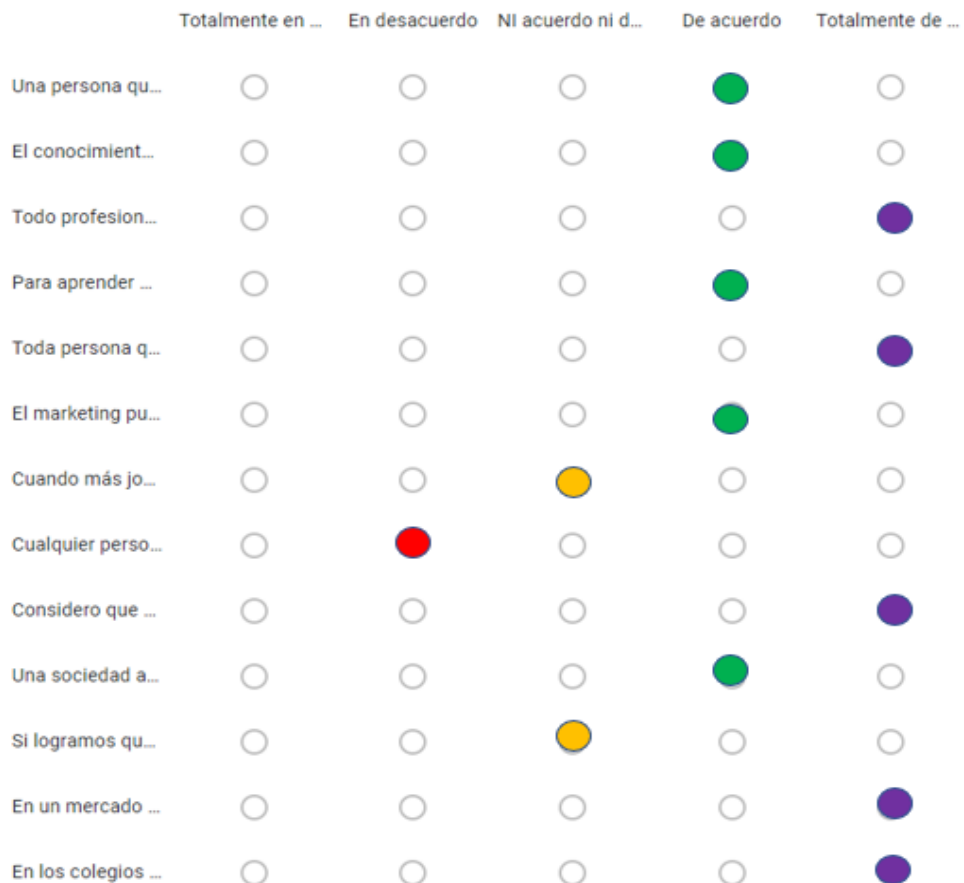 Totalmente en ... En desacuerdo NI acuerdo ni d... De acuerdo Totalmente de ...
Una persona qu...
El conocimient...
Todo profesion...
Para aprender ...
Toda persona q...
El marketing pu...
Cuando más jo...
Cualquier perso...
Considero que ...
Una sociedad a...
Si logramos qu...
En un mercado ...
En los colegios ...